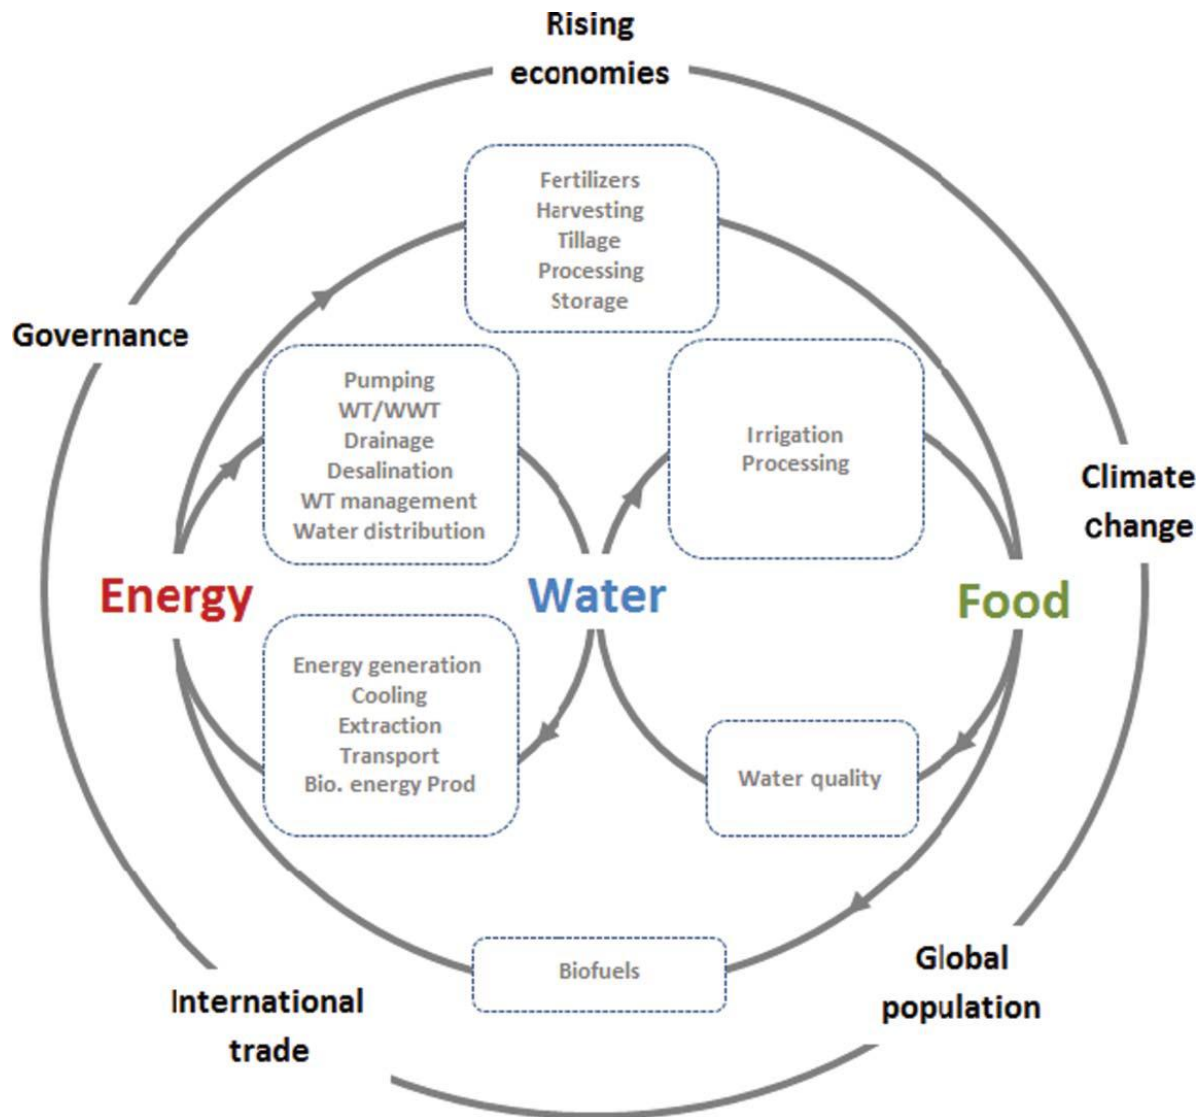 Rising
economies
Fertilizers
Harvesting
Tillage
Processing
Storage
Governance
Pumping
WT/WWT
Drainage
Desalination
WT management
Water distribution
Irrigation
Processing
Climate
change
Energy
Water
Food
Energy generation
Cooling
Extraction
Transport
Bio. energy Prod
Water quality
Biofuels
Global
population
International
trade